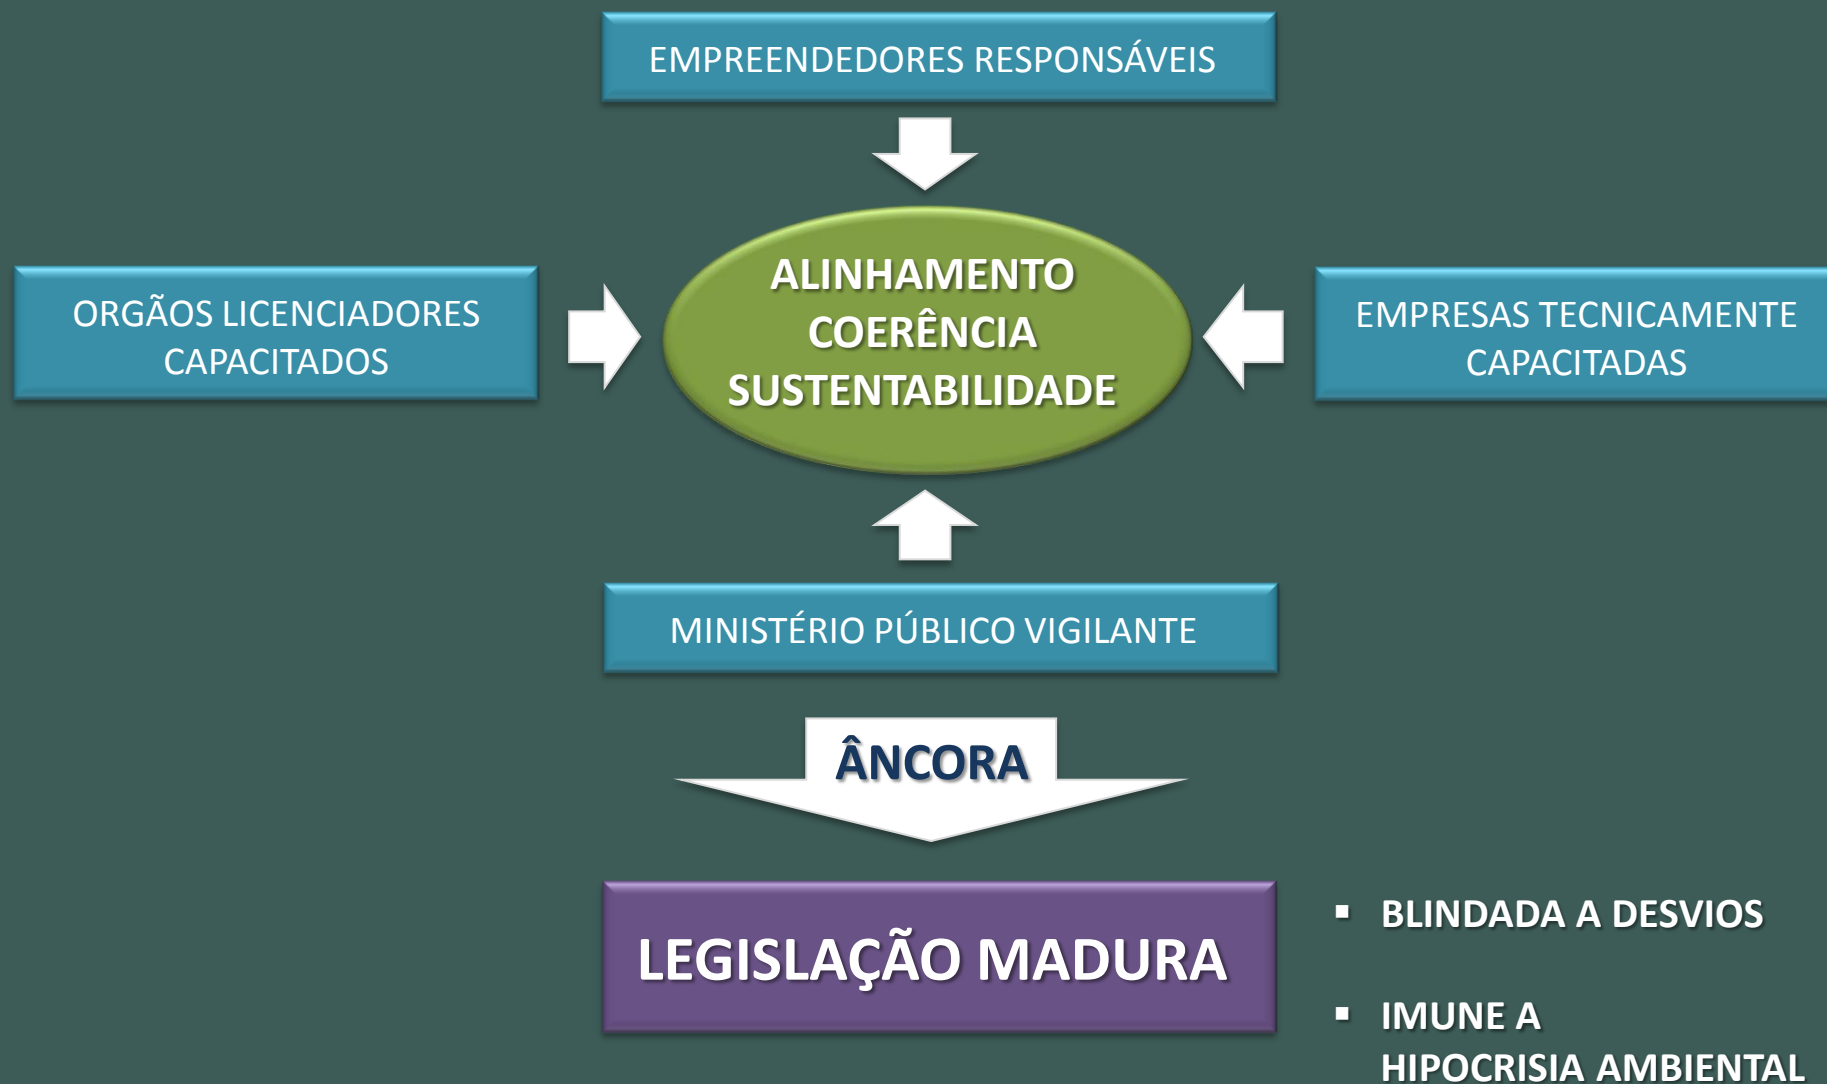 EMPREENDEDORES RESPONSÁVEIS
ORGÃOS LICENCIADORES
CAPACITADOS
ALINHAMENTO
COERÊNCIA
SUSTENTABILIDADE
EMPRESAS TECNICAMENTE
CAPACITADAS
MINISTÉRIO PÚBLICO VIGILANTE
ÂNCORA
LEGISLAÇÃO MADURA
▪ BLINDADA A DESVIOS
▪ IMUNE A
HIPOCRISIA AMBIENTAL